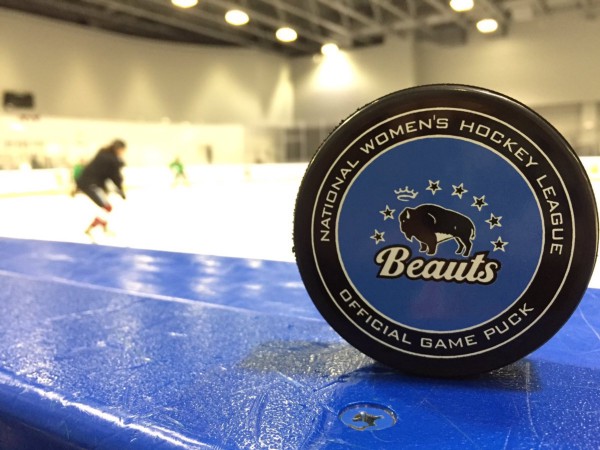 NATIONAL WOMEN'S HOCKEY LEAGUE
Beauts
OFFICIAL GAME PUCK